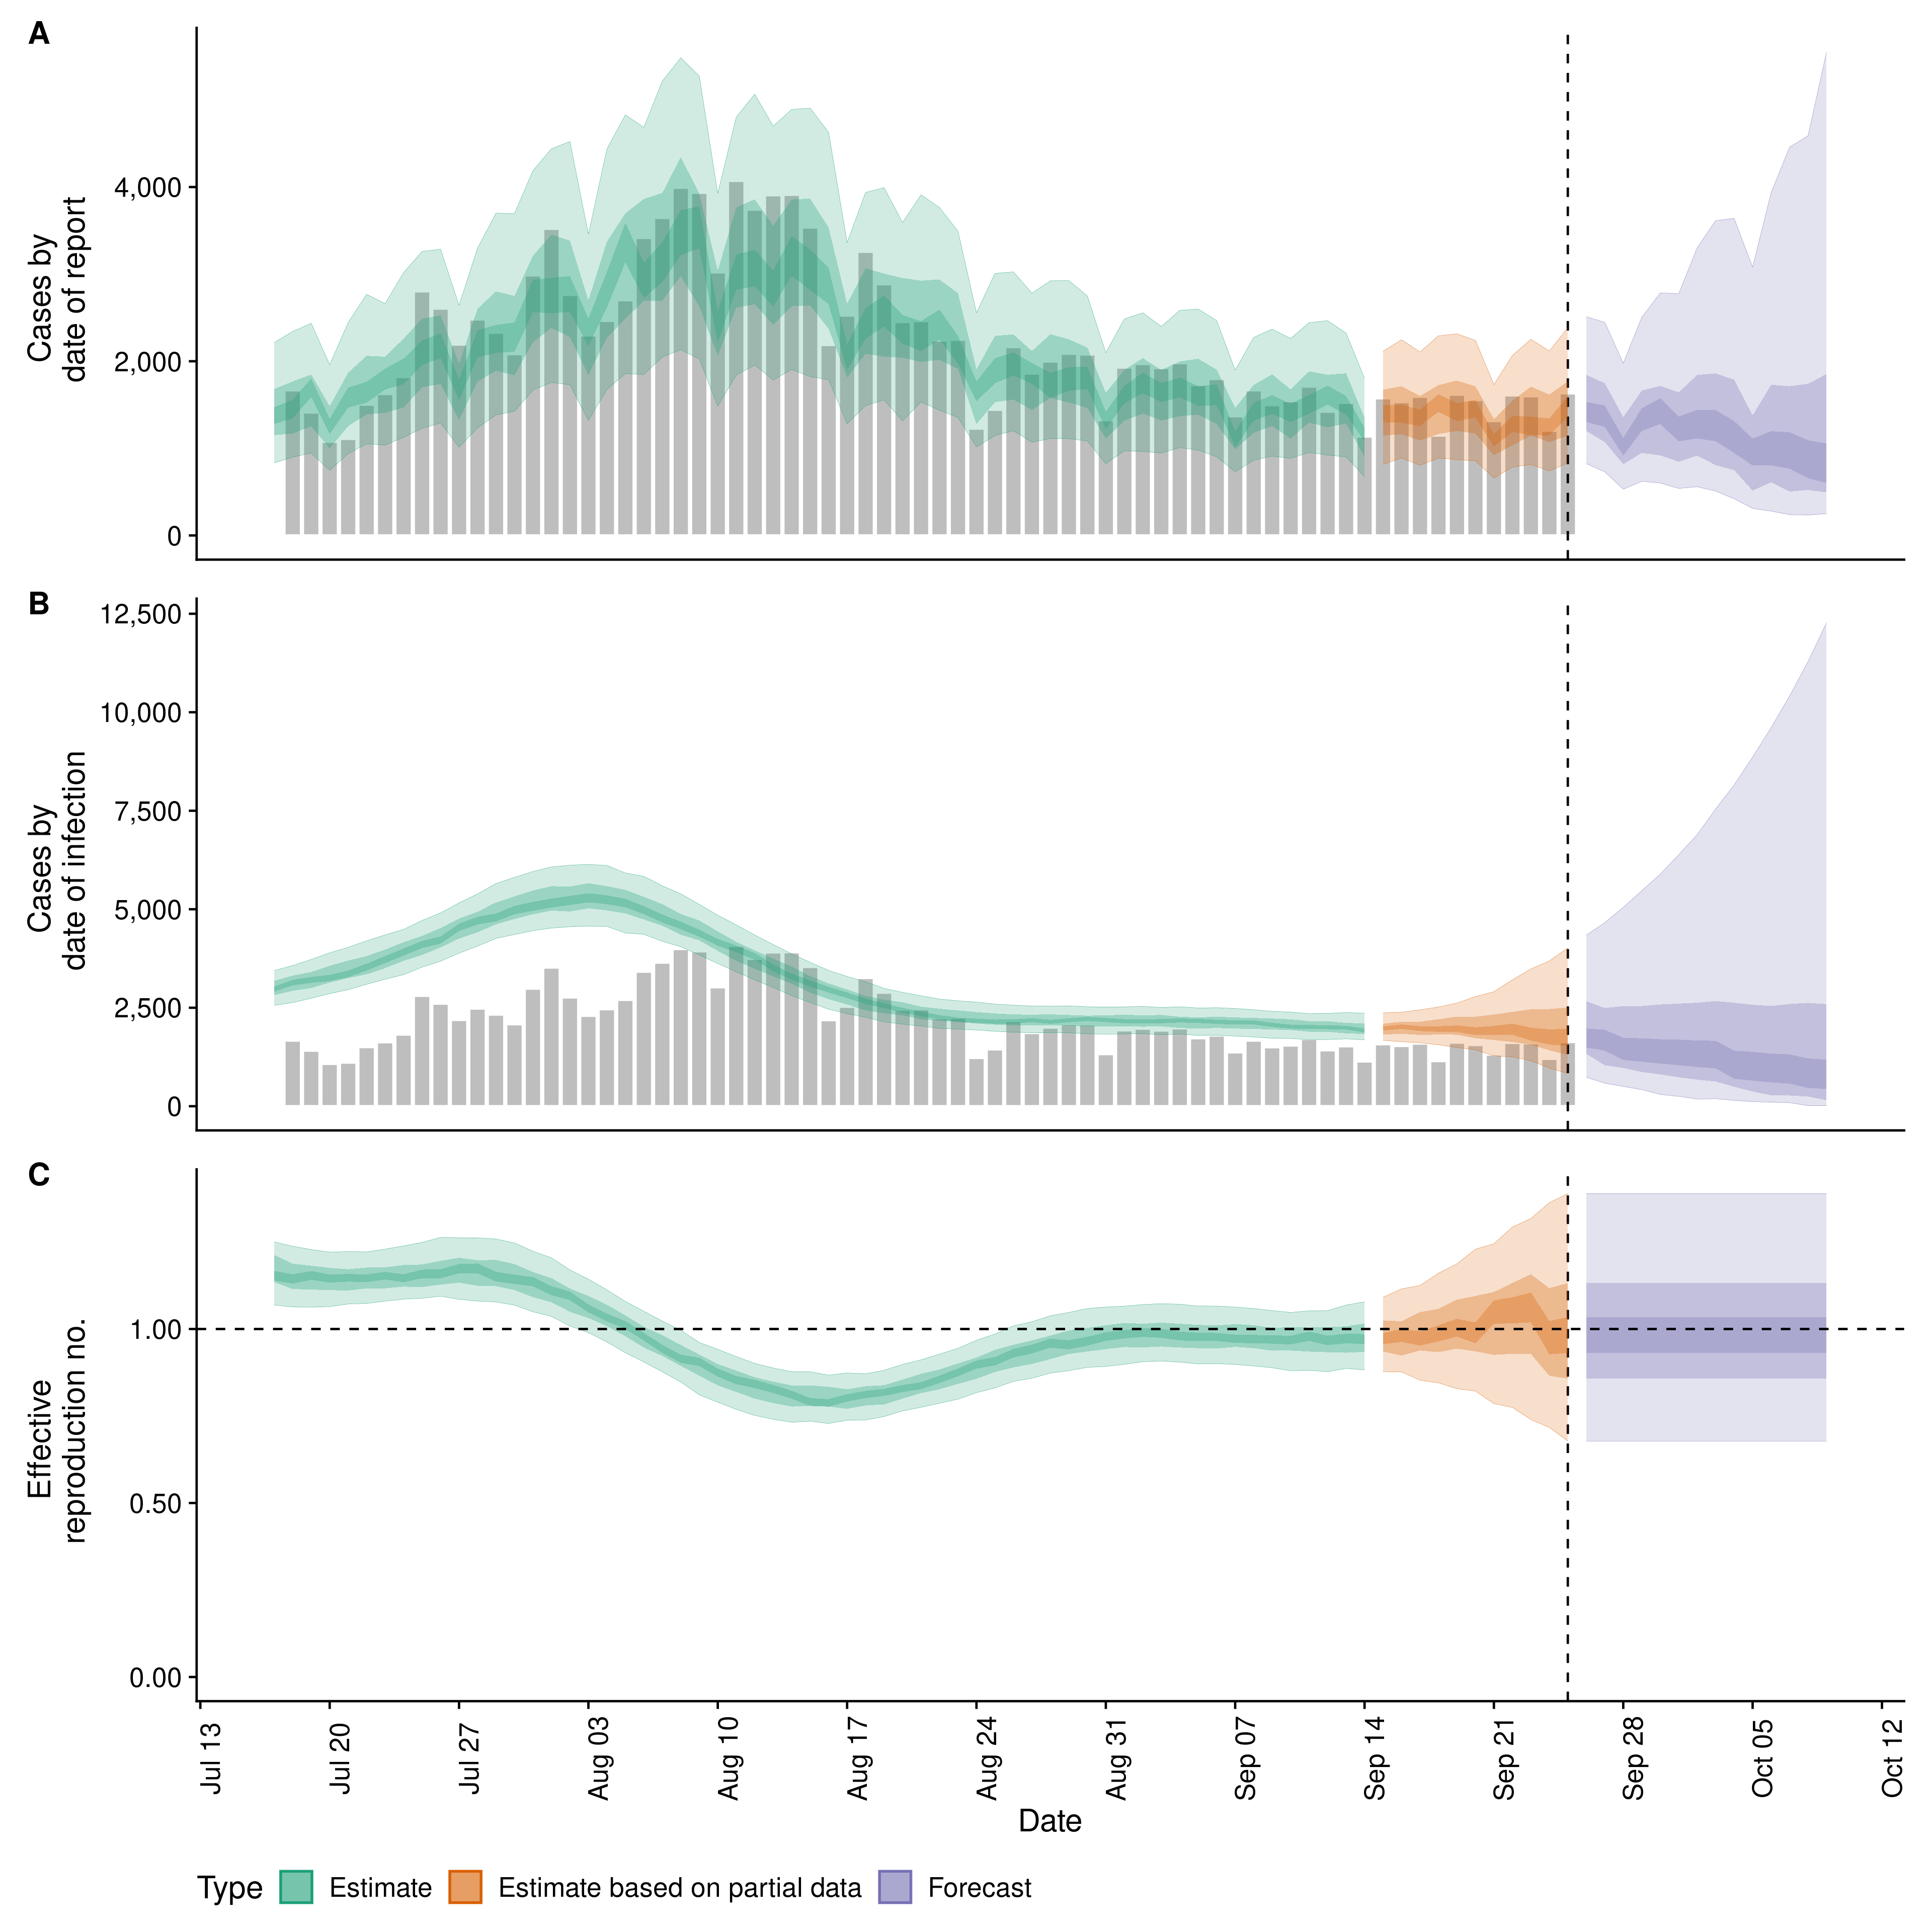 A
Cases by
date of report
4,000
2,000
0
B
Cases by
date of infection
12,500
10,000
7,500
5,000
2,500
0
C
Effective
reproduction no.
1.00
0.50
0.00
Jul 13
Jul 20
Jul 27
Aug 03
Aug 10
Aug 17
Aug 24
Aug 31
Sep 07
Sep 14
Sep 21
Sep 28
Oct 05
Oct 12
Date
Type Estimate Estimate based on partial data Forecast